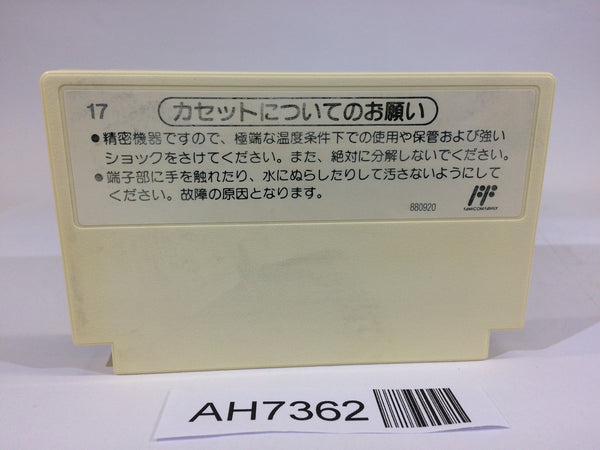 17
カセットについてのお願い
●精密機器ですので、極端な温度条件下での使用や保管および強い
ショックをさけてください。また、絶対に分解しないでください。
●端子部に手を触れたり、水にぬらしたりして汚さないようにして
ください。故障の原因となります。
880920
FAMICOM FAMILY
AH7362